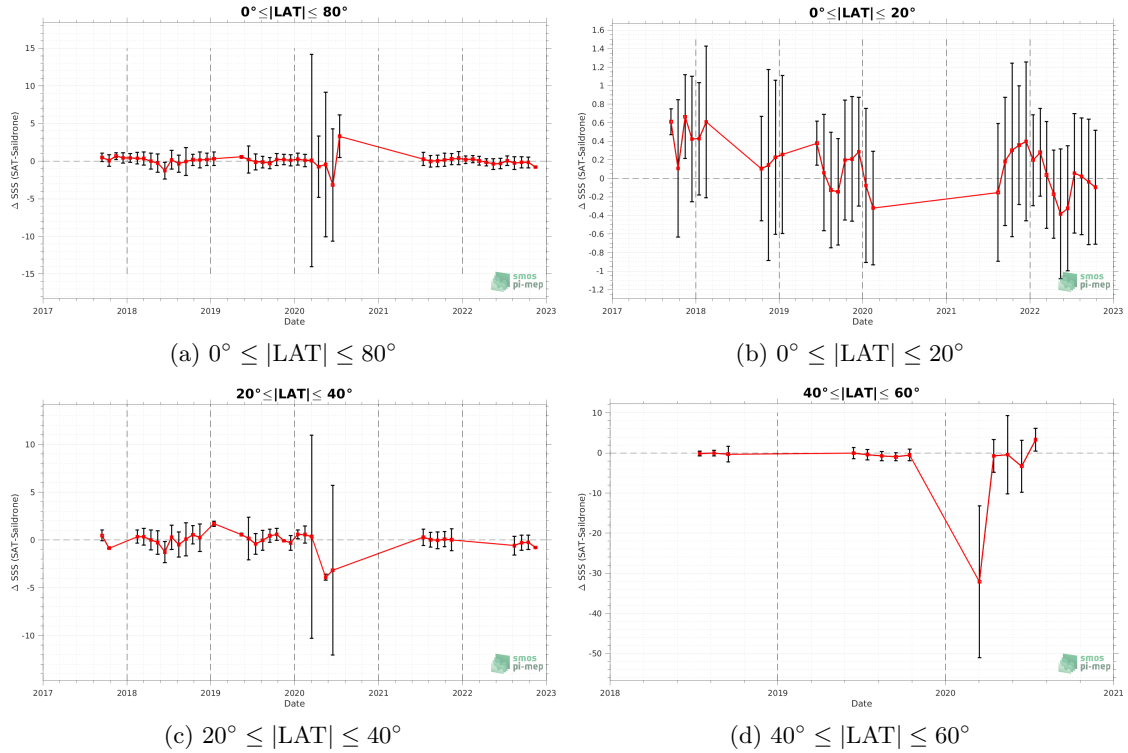 0°≤|LAT|≤ 80°
15
10
5
0
-5
-10
-15
Δ SSS (SAT-Saildrone)
2017
2018
2019
2020
2021
2022
2023
Date
smos
pi-mep
(a) 0° ≤ |LAT| ≤ 80°
0°≤|LAT|≤ 20°
1.6
1.4
1.2
1
0.8
0.6
0.4
0.2
0
-0.2
-0.4
-0.6
-0.8
-1
-1.2
Δ SSS (SAT-Saildrone)
2017
2018
2019
2020
2021
2022
2023
Date
smos
pi-mep
(b) 0° ≤ |LAT| ≤ 20°
20°≤|LAT|≤ 40°
10
5
0
-5
-10
Δ SSS (SAT-Saildrone)
2017
2018
2019
2020
2021
2022
2023
Date
smos
pi-mep
(c) 20° ≤ |LAT| ≤ 40°
40°≤|LAT|≤ 60°
10
0
-10
-20
-30
-40
-50
Δ SSS (SAT-Saildrone)
2018
2019
2020
2021
Date
smos
pi-mep
(d) 40° ≤ |LAT| ≤ 60°